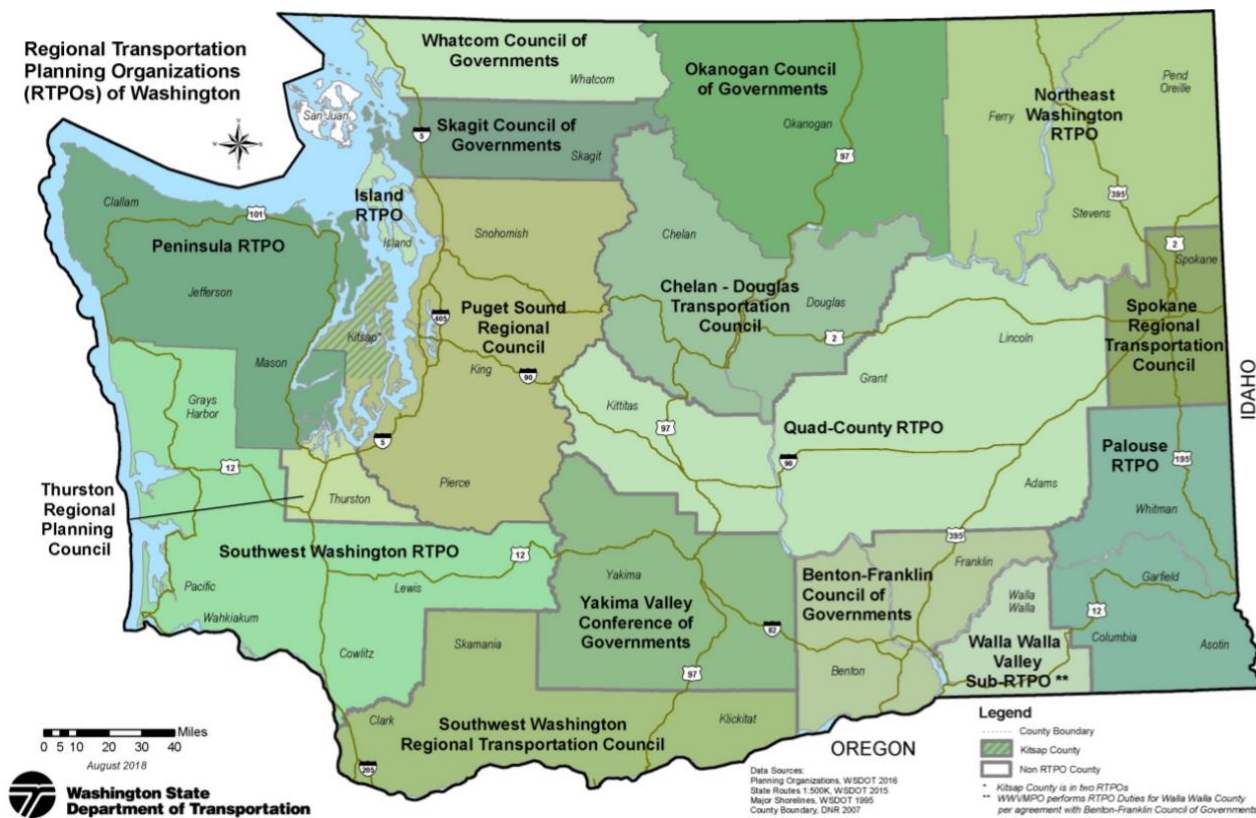 Regional Transportation
Planning Organizations
(RTPOs) of Washington
N
S
W
E
Whatcom Council of
Governments
Whatcom
Okanogan Council
of Governments
Okanogan
Pend
Oreille
Northeast
Washington
RTPO
Ferry
Stevens
San Juan
Skagit Council of
Governments
Skagit
5
97
395
Island
RTPO
Island
Clallam
101
Peninsula RTPO
Jefferson
Snohomish
Chelan
2
Spokane
Chelan - Douglas
Transportation
Council
Douglas
2
Puget Sound
Regional
Council
405
Kitsap*
King
90
Spokane
Regional
Transportation
Council
Lincoln
Grant
Mason
Grays
Harbor
Kittitas
97
Quad-County RTPO
90
IDAHO
Palouse
RTPO
195
Whitman
5
12
Pierce
Adams
Thurston
Regional
Planning
Council
Thurston
Southwest Washington RTPO
12
395
Franklin
Pacific
Wahkiakum
Lewis
Cowlitz
Yakima
Yakima Valley
Conference of
Governments
82
97
Benton-Franklin
Council of
Governments
Benton
Walla
Walla
Walla Walla
Valley
Sub-RTPO **
Garfield
12
Columbia
Asotin
Skamania
Clark
Klickitat
Southwest Washington
Regional Transportation Council
205
OREGON
Miles
0 5 10 20 30 40
August 2018
Washington State
Department of Transportation
Data Sources:
Planning Organizations, WSDOT 2016
State Routes 1:500K, WSDOT 2015
Major Shorelines, WSDOT 1995
County Boundary, DNR 2007
Legend
County Boundary
Kitsap County
Non RTPO County
* Kitsap County is in two RTPOs
** WWVMPO performs RTPO Duties for Walla Walla County
per agreement with Benton-Franklin Council of Governments